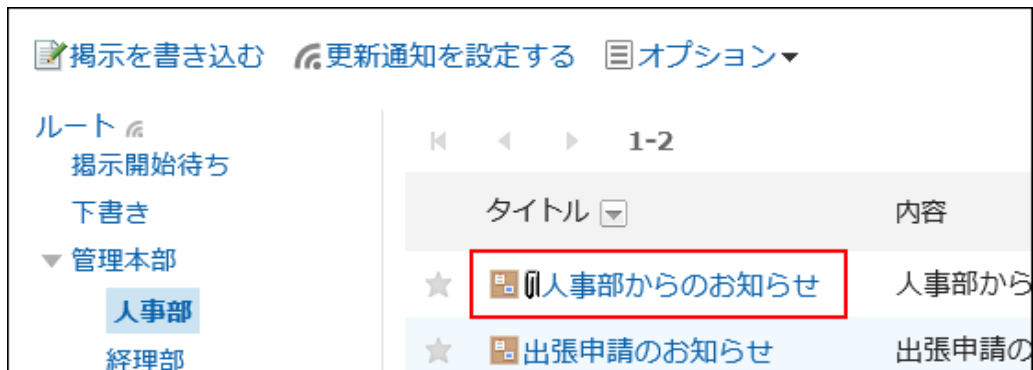 掲示を書き込む 更新通知を設定する オプション
ルート
掲示開始待ち
下書き
管理本部
人事部
経理部
1-2
タイトル 内容
人事部からのお知らせ 人事部から
出張申請のお知らせ 出張申請の